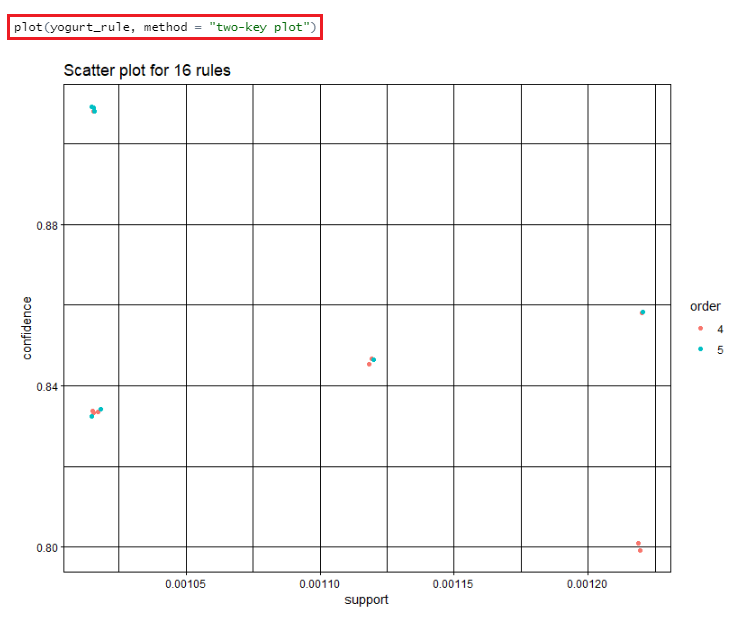 plot(yogurt_rule, method = "two-key plot")
Scatter plot for 16 rules
0.88
0.84
0.80
confidence
0.00105 0.00110 0.00115 0.00120
support
order
4
5